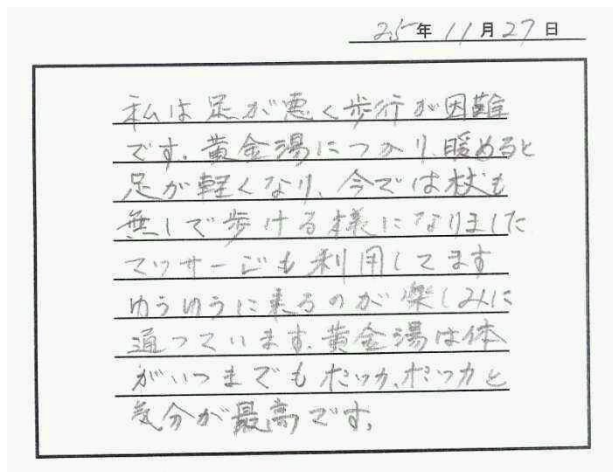 25年11月27日
私は足が悪く歩行が困難
です。黄金湯につかり、暖めると
足が軽くなり、今では杖も
無しで歩ける様になりました
マッサージも利用してます
ゆうゆうに来るのが楽しみに
通っています。黄金湯は体
がいつまでもポッカ、ポッカと
気分が最高です。